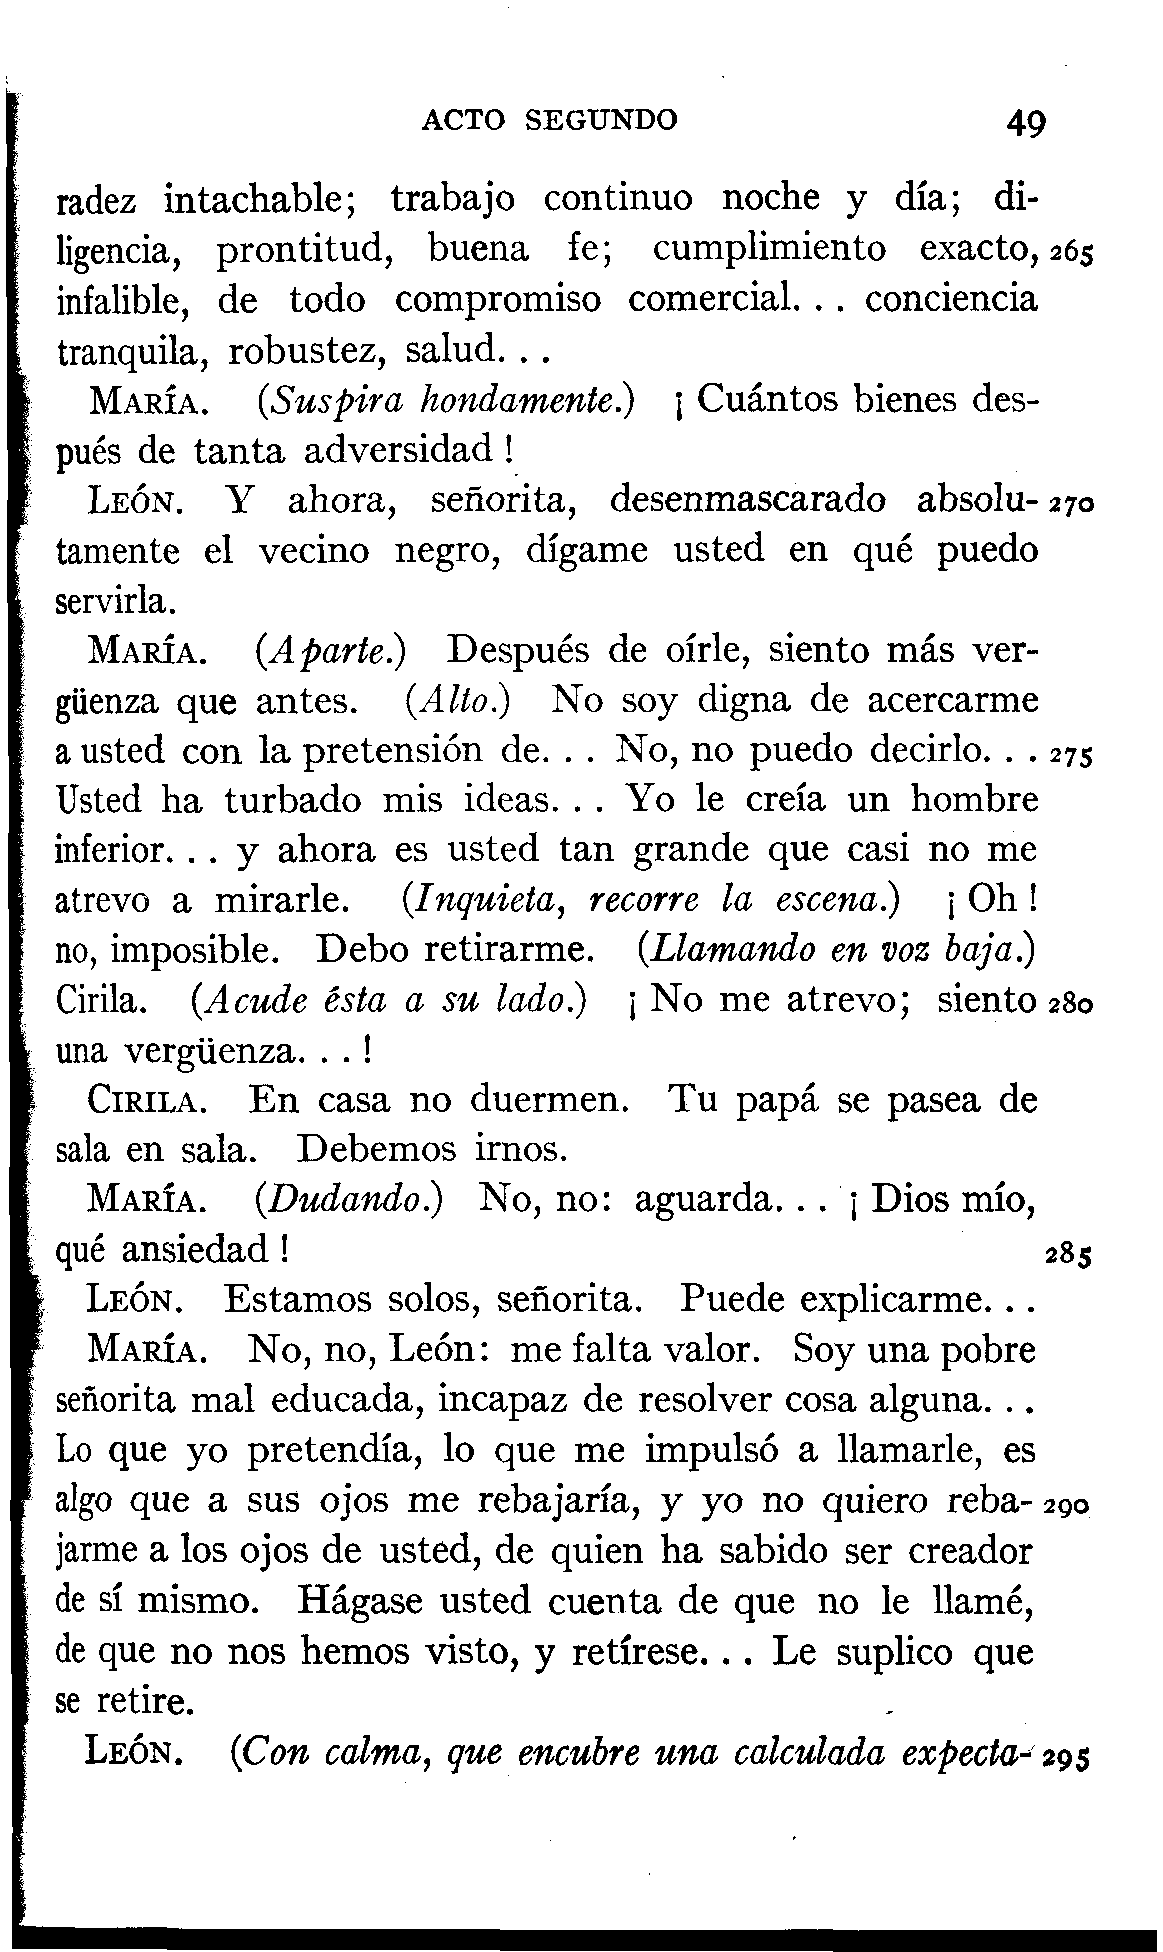 ACTO SEGUNDO 49
radez intachable; trabajo continuo noche y día; di-
ligencia, prontitud, buena fe; cumplimiento exacto, 265
infalible, de todo compromiso comercial. . . conciencia
tranquila, robustez, salud. . .
MARÍA. (Suspira hondamente.) ¡ Cuántos bienes des-
pués de tanta adversidad !
LEÓN. Y ahora, señorita, desenmascarado absolu- 270
tamente el vecino negro, dígame usted en qué puedo
servirla.
MARÍA. (Aparte.) Después de oírle, siento más ver-
güenza que antes. (Alto.) No soy digna de acercarme
a usted con la pretensión de. . . No, no puedo decirlo. . . 275
Usted ha turbado mis ideas. . . Yo le creía un hombre
inferior. . . y ahora es usted tan grande que casi no me
atrevo a mirarle. (Inquieta, recorre la escena.) ¡ Oh !
no, imposible. Debo retirarme. (Llamando en voz baja.)
Cirila. (Acude ésta a su lado.) ¡ No me atrevo; siento 280
una vergüenza. . . !
CIRILA. En casa no duermen. Tu papá se pasea de
sala en sala. Debemos irnos.
MARÍA. (Dudando.) No, no: aguarda. . . ¡ Dios mío,
qué ansiedad ! 285
LEÓN. Estamos solos, señorita. Puede explicarme. . .
MARÍA. No, no, León: me falta valor. Soy una pobre
señorita mal educada, incapaz de resolver cosa alguna. . .
Lo que yo pretendía, lo que me impulsó a llamarle, es
algo que a sus ojos me rebajaría, y yo no quiero reba- 290
jarme a los ojos de usted, de quien ha sabido ser creador
de sí mismo. Hágase usted cuenta de que no le llamé,
de que no nos hemos visto, y retírese. . . Le suplico que
se retire.
LEÓN. (Con calma, que encubre una calculada expecta- 295